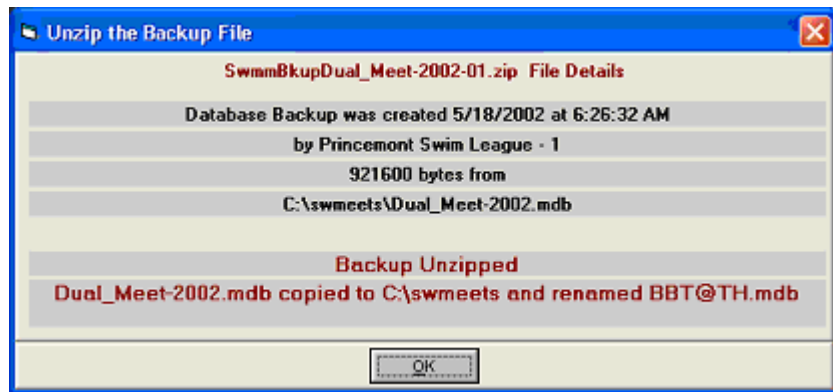 Unzip the Backup File
SwmmBkupDual_Meet-2002-01.zip File Details
Database Backup was created 5/18/2002 at 6:26:32 AM
by Princemont Swim League - 1
921600 bytes from
C:\swmeets\Dual_Meet-2002.mdb
Backup Unzipped
Dual_Meet-2002.mdb copied to C:\swmeets and renamed BBT@TH.mdb
OK